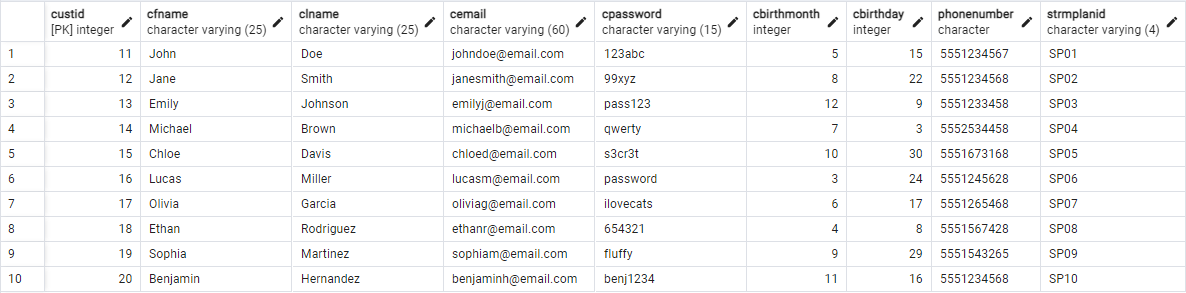 custid cfname clname cemail cpassword cbirthmonth cbirthday phonenumber strmplanid
[PK] integer character varying (25) character varying (25) character varying (60) character varying (15) integer integer character character varying (4)
1 11 John Doe johndoe@email.com 123abc 5 15 5551234567 SP01
2 12 Jane Smith janesmith@email.com 99xyz 8 22 5551234568 SP02
3 13 Emily Johnson emilyj@email.com pass123 12 9 5551233458 SP03
4 14 Michael Brown michaelb@email.com qwerty 7 3 5552534458 SP04
5 15 Chloe Davis chloed@email.com s3cr3t 10 30 5551673168 SP05
6 16 Lucas Miller lucasm@email.com password 3 24 5551245628 SP06
7 17 Olivia Garcia oliviag@email.com ilovecats 6 17 5551265468 SP07
8 18 Ethan Rodriguez ethanr@email.com 654321 4 8 5551567428 SP08
9 19 Sophia Martinez sophiam@email.com fluffy 9 29 5551543265 SP09
10 20 Benjamin Hernandez benjaminh@email.com benj1234 11 16 5551234568 SP10